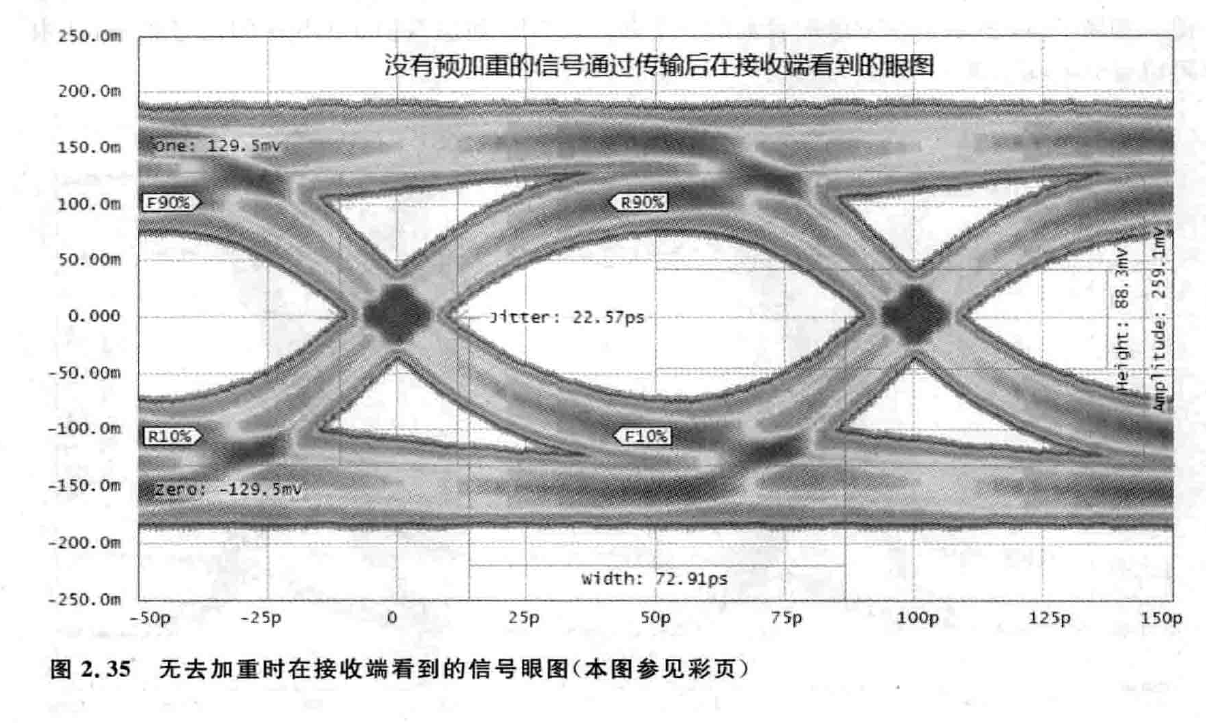 250.0m
没有预加重的信号通过传输后在接收端看到的眼图
200.0m
150.0m
One: 129.5mV
100.0m
F90%
R90%
50.00m
0.000
Jitter: 22.57ps
Height: 88.3mV
Amplitude: 259.1mV
-50.00m
-100.0m
R10%
F10%
-150.0m
Zero: -129.5mV
-200.0m
Width: 72.91ps
-250.0m
-50p -25p 0 25p 50p 75p 100p 125p 150p
图 2.35 无去加重时在接收端看到的信号眼图(本图参见彩页)